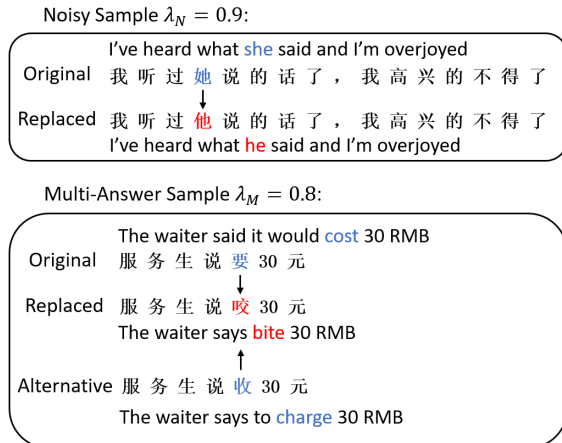 Noisy Sample λ_N = 0.9:
I've heard what she said and I'm overjoyed
Original 我听过她说的话了，我高兴的不得了
Replaced 我听过他说的话了，我高兴的不得了
I've heard what he said and I'm overjoyed
Multi-Answer Sample λ_M = 0.8:
The waiter said it would cost 30 RMB
Original 服务生说要 30 元
Replaced 服务生说咬 30 元
The waiter says bite 30 RMB
Alternative 服务生说收 30 元
The waiter says to charge 30 RMB